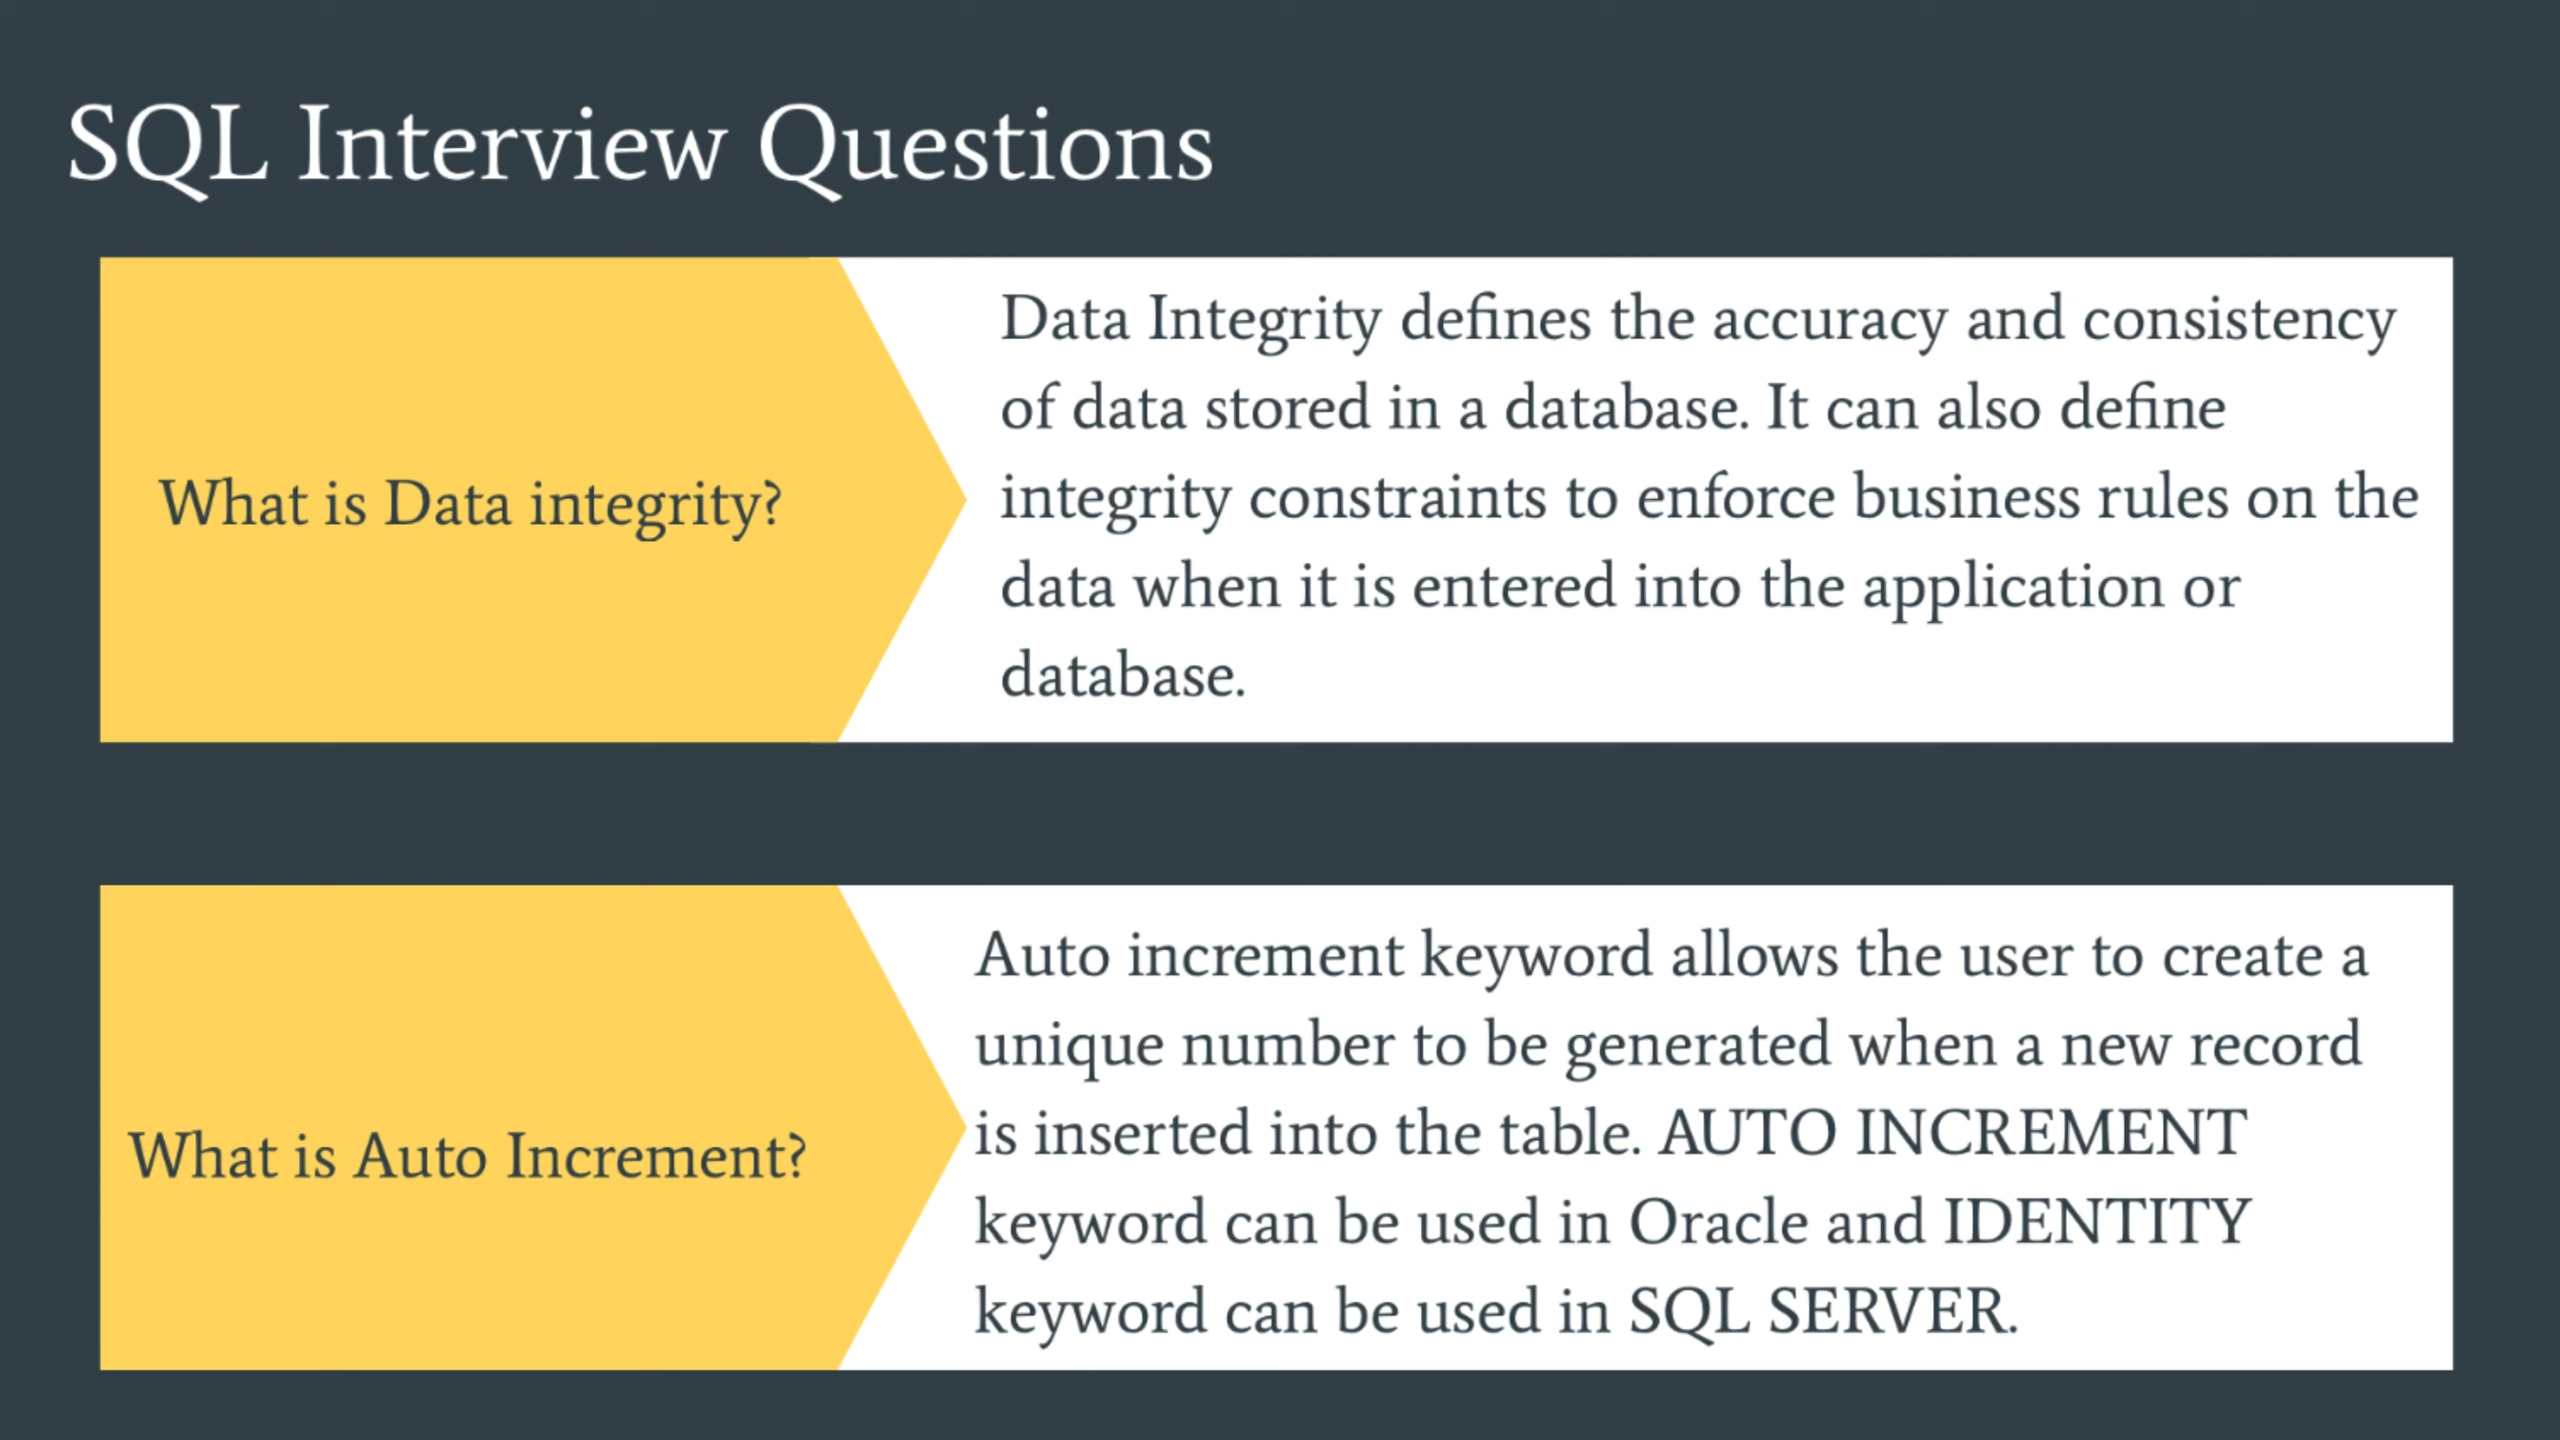 SQL Interview Questions
What is Data integrity?
Data Integrity defines the accuracy and consistency
of data stored in a database. It can also define
integrity constraints to enforce business rules on the
data when it is entered into the application or
database.
What is Auto Increment?
Auto increment keyword allows the user to create a
unique number to be generated when a new record
is inserted into the table. AUTO INCREMENT
keyword can be used in Oracle and IDENTITY
keyword can be used in SQL SERVER.